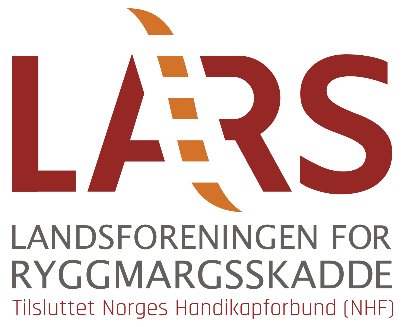 LARS
LANDSFORENINGEN FOR
RYGGMARGSSKADDE
Tilsluttet Norges Handikapforbund (NHF)